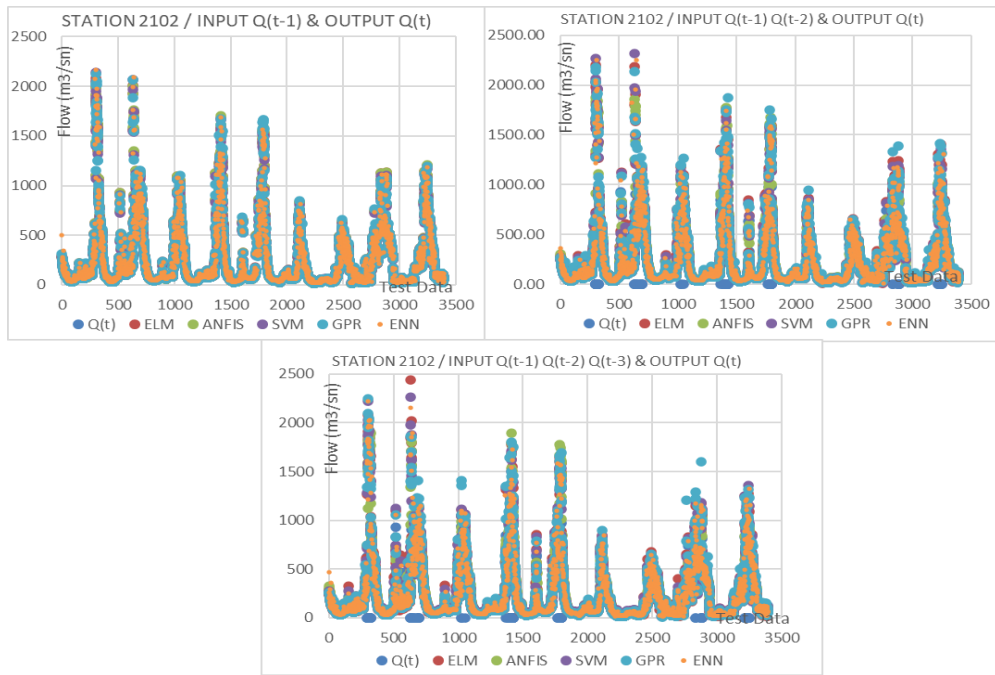 STATION 2102 / INPUT Q(t-1) & OUTPUT Q(t)
Flow (m3/sn)
2500
2000
1500
1000
500
0
0 500 1000 1500 2000 2500 3000 3500
Test Data
Q(t) ELM ANFIS SVM GPR ENN
STATION 2102 / INPUT Q(t-1) Q(t-2) & OUTPUT Q(t)
Flow (m3/sn)
2500.00
2000.00
1500.00
1000.00
500.00
0.00
0 500 1000 1500 2000 2500 3000 3500
Test Data
Q(t) ELM ANFIS SVM GPR ENN
STATION 2102 / INPUT Q(t-1) Q(t-2) Q(t-3) & OUTPUT Q(t)
Flow (m3/sn)
2500
2000
1500
1000
500
0
0 500 1000 1500 2000 2500 3000 3500
Test Data
Q(t) ELM ANFIS SVM GPR ENN